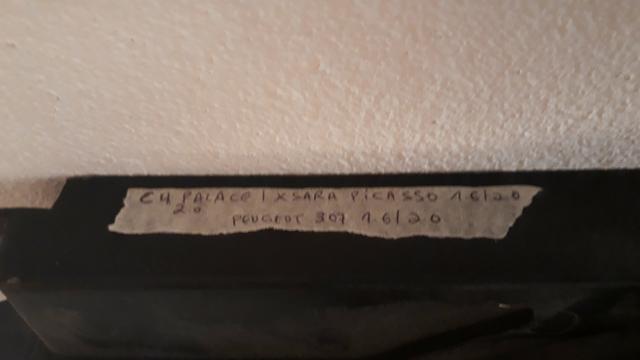 C4 PALACE / XSARA PICASSO 1.6/2.0
2.0
PEUGEOT 307 1.6/2.0